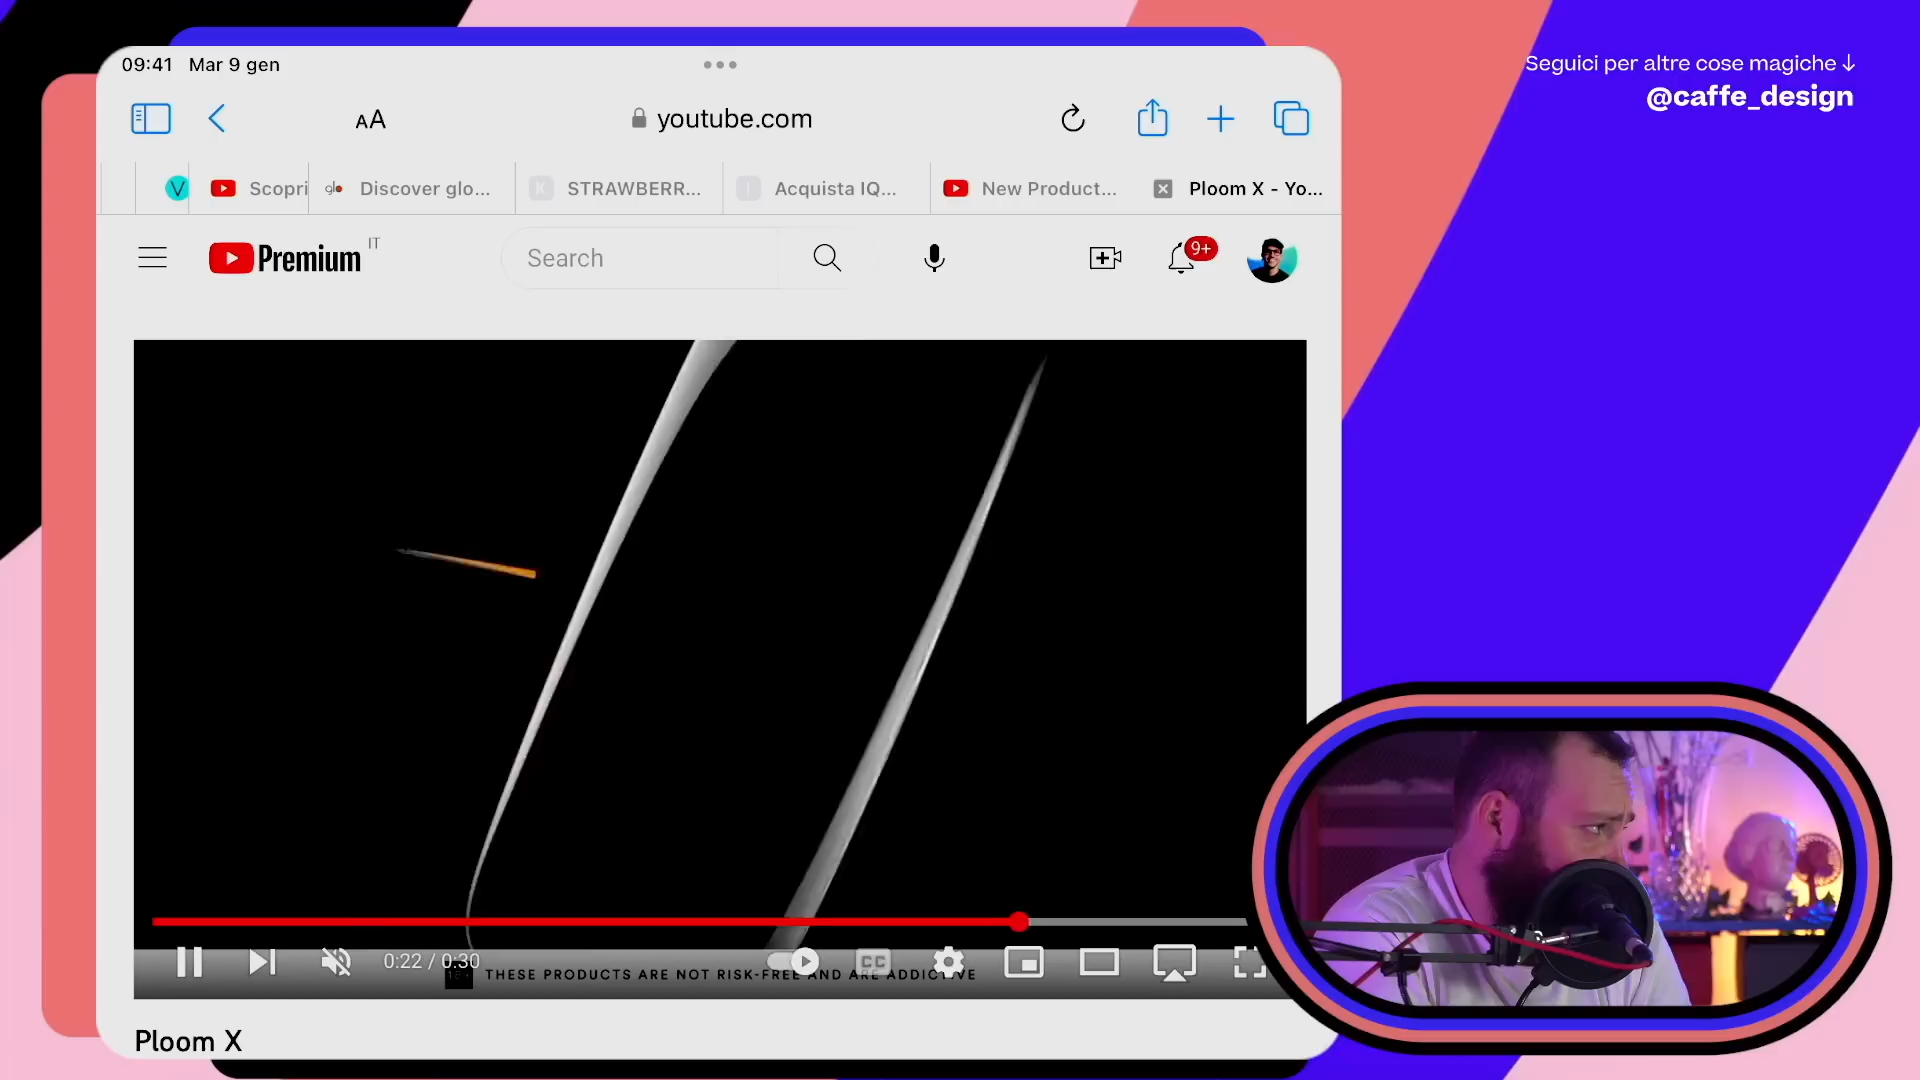 09:41 Mar 9 gen
Seguici per altre cose magiche ↓
@caffe_design
AA
youtube.com
Scopri
glo
Discover glo...
STRAWBERR...
Acquista IQ...
New Product...
Ploom X - Yo...
Premium IT
Search
9+
0:22 / 0:30
CC
THESE PRODUCTS ARE NOT RISK-FREE AND ARE ADDICTIVE
Ploom X